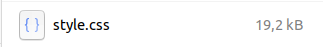 { } style.css 19,2 kB